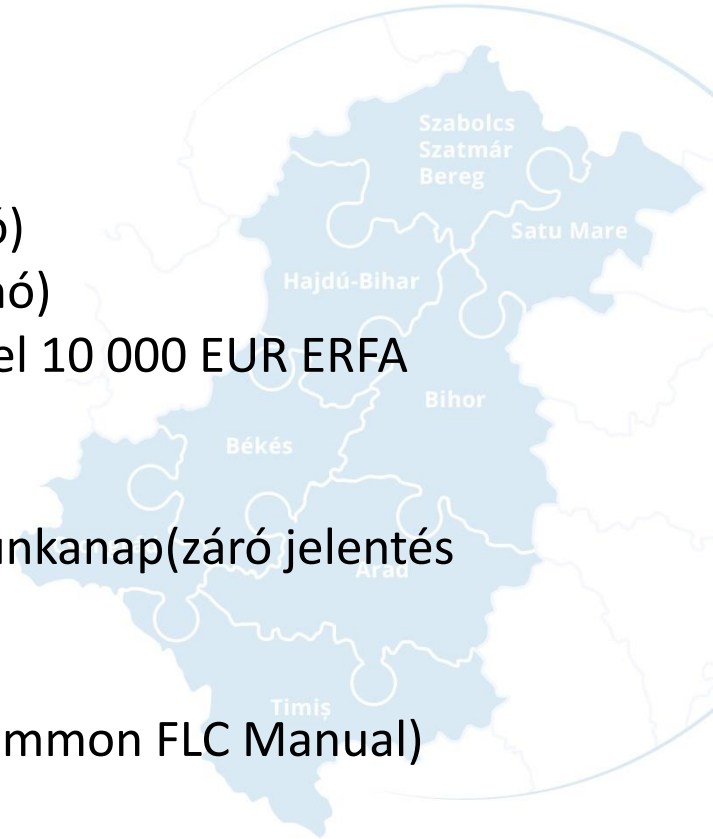 Szabolcs
Szatmár
Bereg
Satu Mare
ó)
Hajdú-Bihar
nó)
el 10 000 EUR ERFA
Bihor
Békés
unkanap(záró jelentés
Arad
Timiș
mmon FLC Manual)